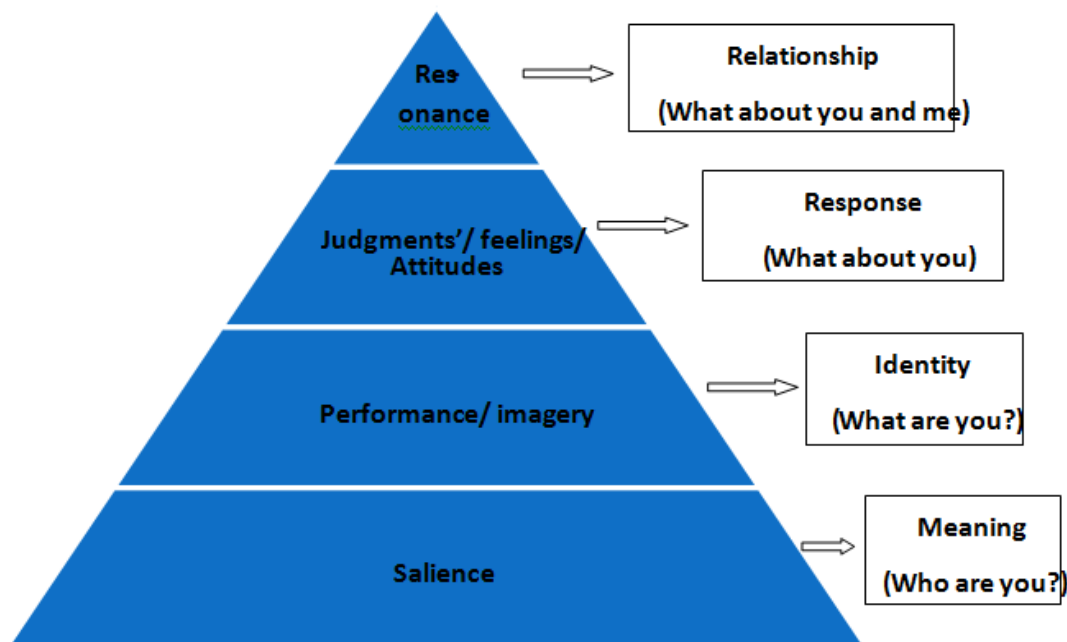 Res-
onance
Relationship
(What about you and me)
Judgments'/ feelings/
Attitudes
Response
(What about you)
Performance/ imagery
Identity
(What are you?)
Salience
Meaning
(Who are you?)